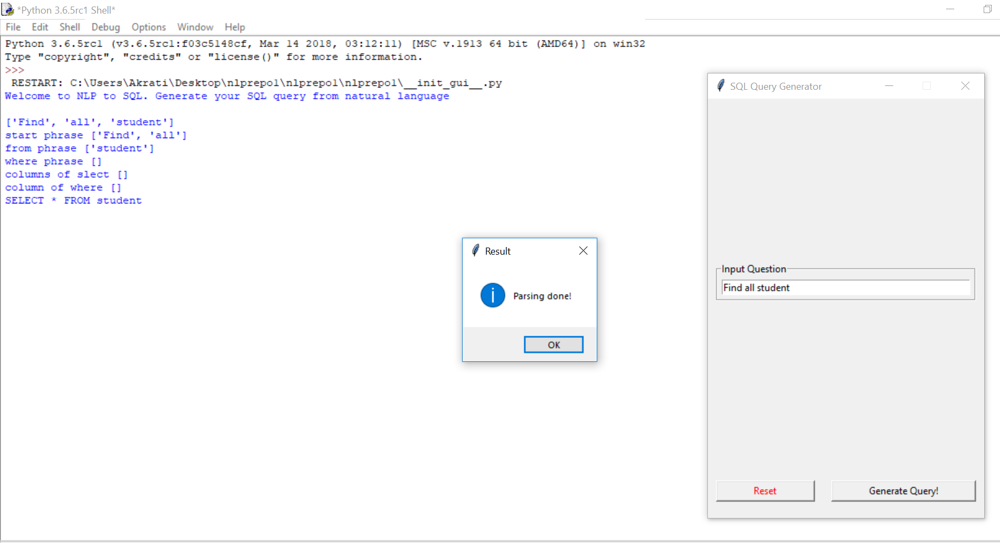 *Python 3.6.5rc1 Shell*
File Edit Shell Debug Options Window Help
Python 3.6.5rc1 (v3.6.5rc1:f03c5148cf, Mar 14 2018, 03:12:11) [MSC v.1913 64 bit (AMD64)] on win32
Type "copyright", "credits" or "license()" for more information.
>>>
RESTART: C:\Users\Akrati\Desktop\nlprepo1\nlprepo1\nlprepo1\__init_gui__.py
Welcome to NLP to SQL. Generate your SQL query from natural language
['Find', 'all', 'student']
start phrase ['Find', 'all']
from phrase ['student']
where phrase []
columns of slect []
column of where []
SELECT * FROM student
Result
Parsing done!
OK
SQL Query Generator
Input Question
Find all student
Reset Generate Query!